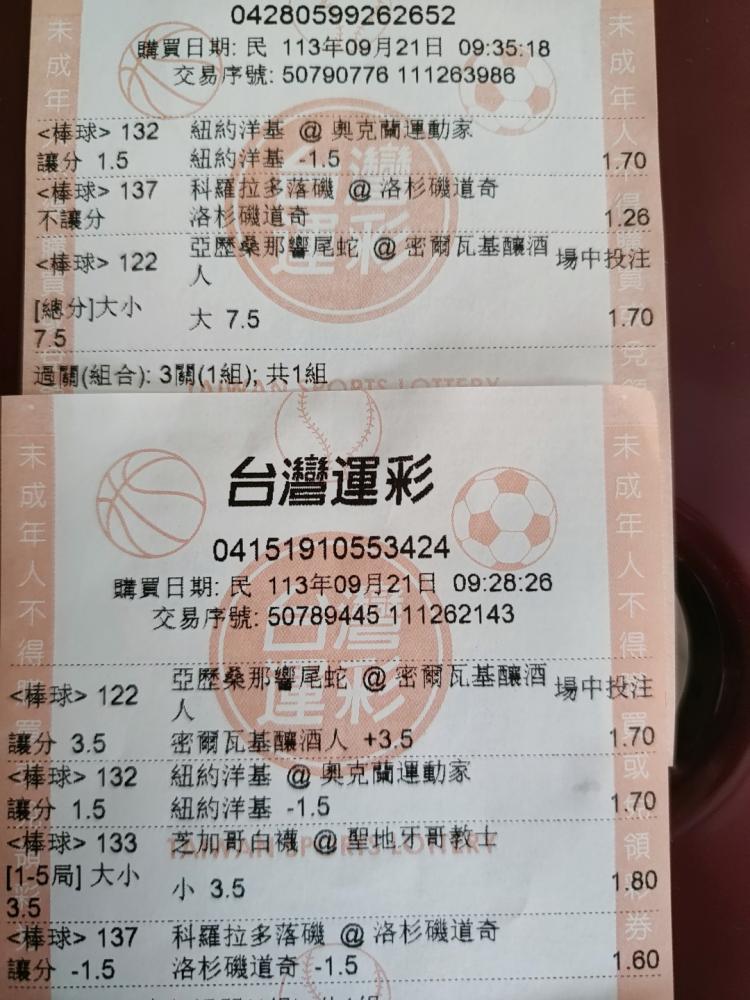 04280599262652
購買日期: 民 113年09月21日 09:35:18
交易序號: 50790776 111263986
<棒球> 132 紐約洋基 @ 奧克蘭運動家
讓分 1.5 紐約洋基 -1.5 1.70
<棒球> 137 科羅拉多落磯 @ 洛杉磯道奇
不讓分 洛杉磯道奇 1.26
<棒球> 122 亞歷桑那響尾蛇 @ 密爾瓦基釀酒人 場中投注
[總分]大小 7.5 大 7.5 1.70
過關(組合): 3關(1組); 共1組
TAIWAN SPORTS LOTTERY
台灣運彩
04151910553424
購買日期: 民 113年09月21日 09:28:26
交易序號: 50789445 111262143
<棒球> 122 亞歷桑那響尾蛇 @ 密爾瓦基釀酒人 場中投注
讓分 3.5 密爾瓦基釀酒人 +3.5 1.70
<棒球> 132 紐約洋基 @ 奧克蘭運動家
讓分 1.5 紐約洋基 -1.5 1.70
<棒球> 133 芝加哥白襪 @ 聖地牙哥教士
TAIWAN SPORTS LOTTERY
[1-5局] 大小 3.5 小 3.5 1.80
<棒球> 137 科羅拉多落磯 @ 洛杉磯道奇
讓分 -1.5 洛杉磯道奇 -1.5 1.60
未成年人不得